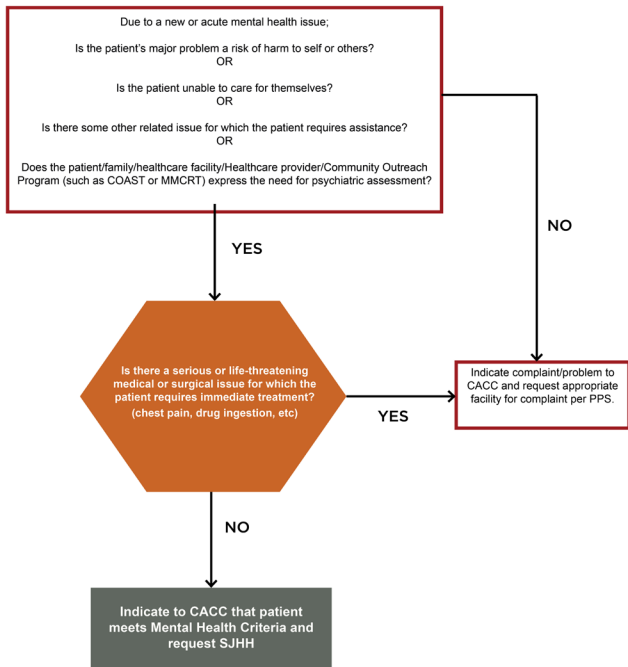 Due to a new or acute mental health issue;
Is the patient's major problem a risk of harm to self or others?
OR
Is the patient unable to care for themselves?
OR
Is there some other related issue for which the patient requires assistance?
OR
Does the patient/family/healthcare facility/Healthcare provider/Community Outreach
Program (such as COAST or MMCRT) express the need for psychiatric assessment?
NO
YES
Is there a serious or life-threatening
medical or surgical issue for which the
patient requires immediate treatment?
(chest pain, drug ingestion, etc)
YES
Indicate complaint/problem to
CACC and request appropriate
facility for complaint per PPS.
NO
Indicate to CACC that patient
meets Mental Health Criteria and
request SJHH